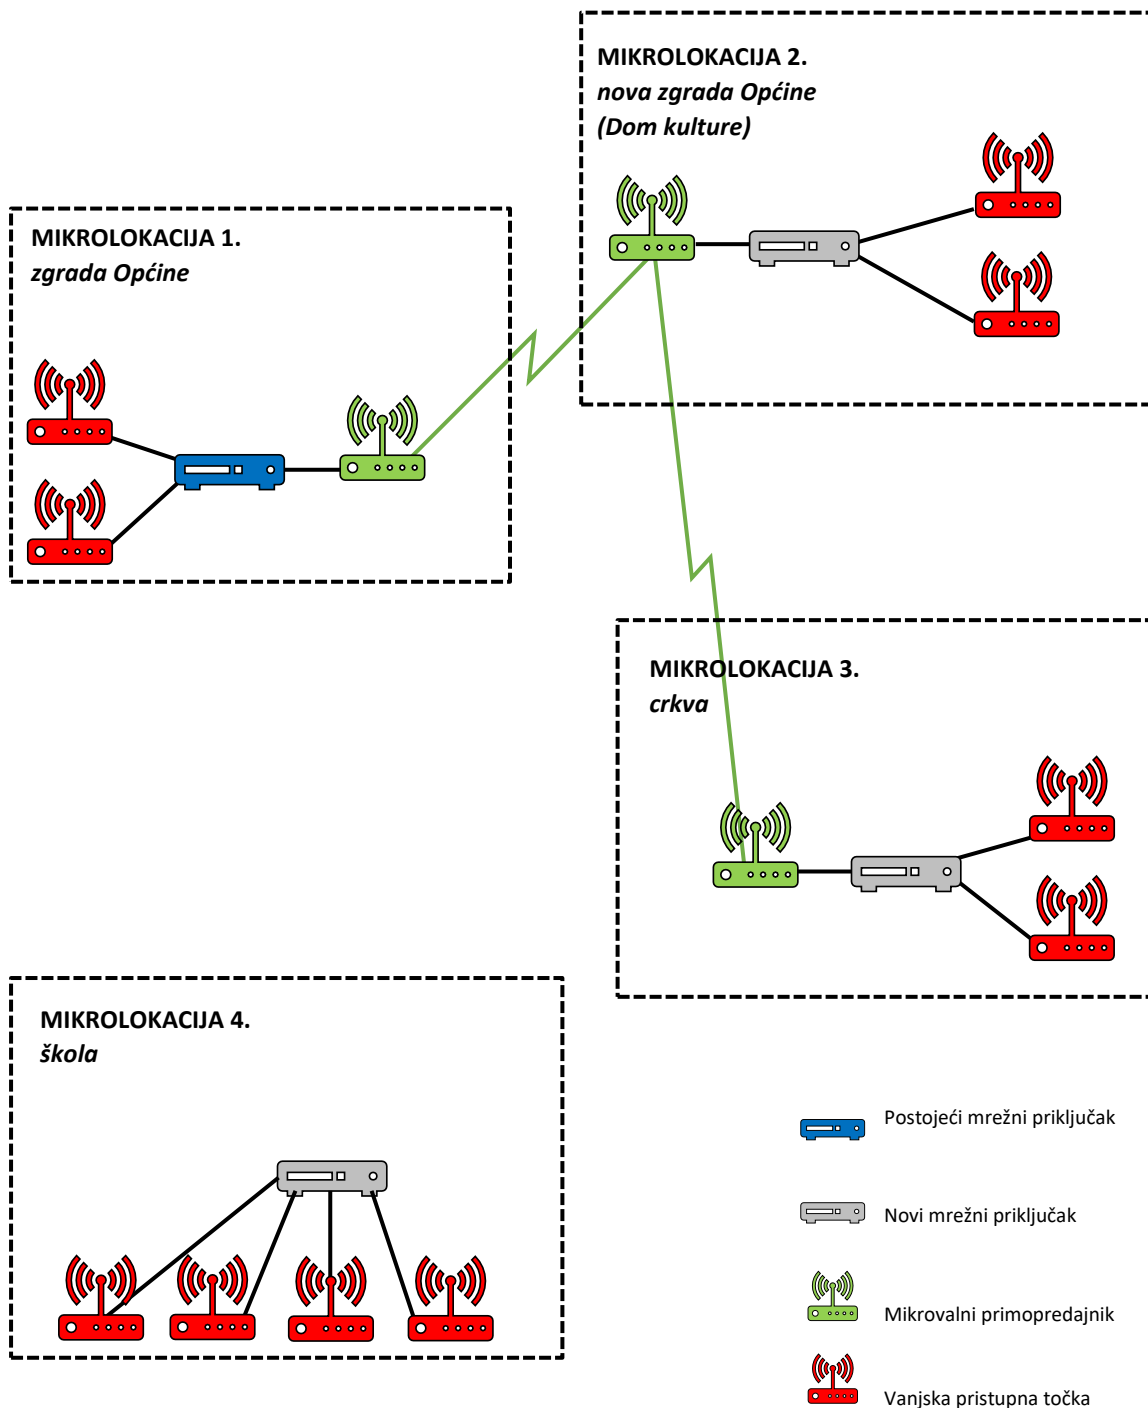 MIKROLOKACIJA 2.
nova zgrada Općine
(Dom kulture)
MIKROLOKACIJA 1.
zgrada Općine
MIKROLOKACIJA 3.
crkva
MIKROLOKACIJA 4.
škola
Postojeći mrežni priključak
Novi mrežni priključak
Mikrovalni primopredajnik
Vanjska pristupna točka